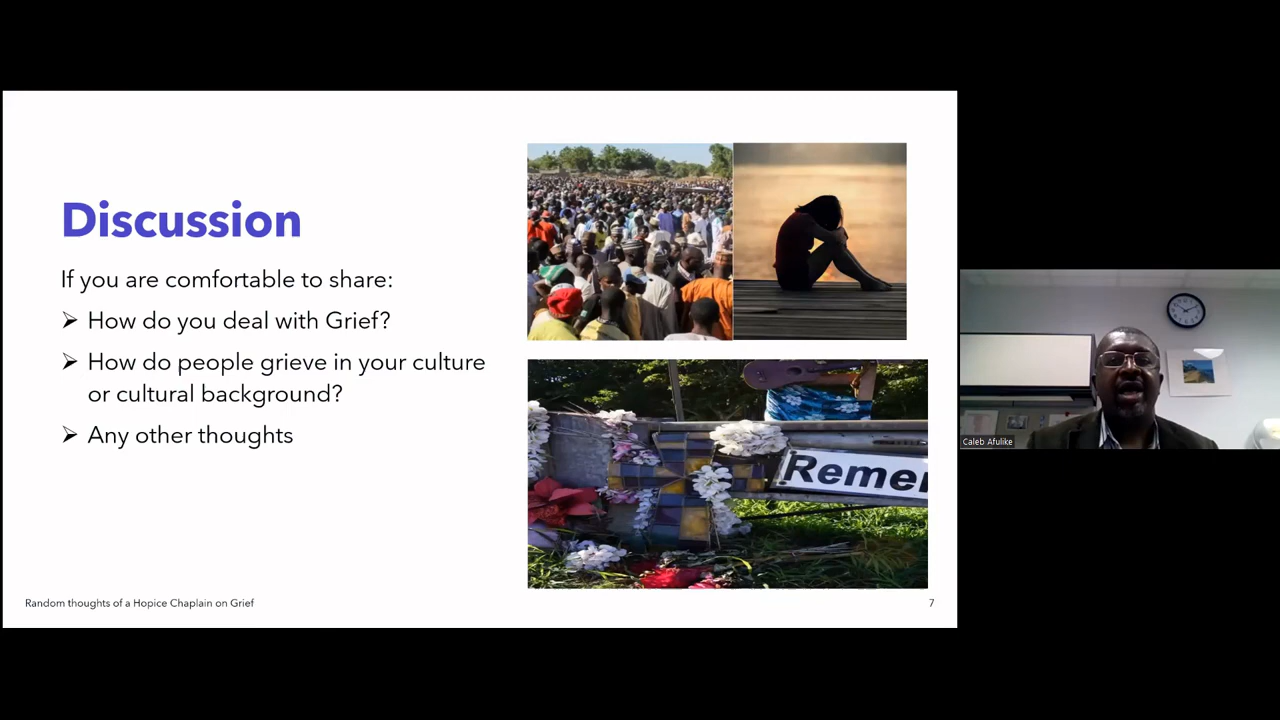 Discussion
If you are comfortable to share:
➢ How do you deal with Grief?
➢ How do people grieve in your culture
or cultural background?
➢ Any other thoughts
Reme
Random thoughts of a Hopice Chaplain on Grief
7
Caleb Afulike